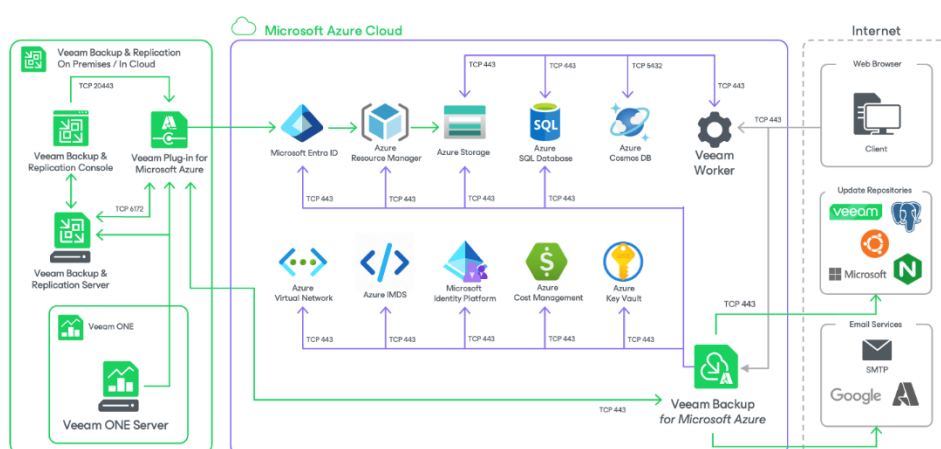 Veeam Backup & Replication
On Premises / In Cloud
TCP 20443
Veeam Backup &
Replication Console
Veeam Plug-in for
Microsoft Azure
TCP 6172
Veeam Backup &
Replication Server
Veeam ONE
Veeam ONE Server
Microsoft Azure Cloud
TCP 443
TCP 443
TCP 5432
TCP 443
Microsoft Entra ID
Azure
Resource Manager
Azure Storage
SQL
Azure
SQL Database
Azure
Cosmos DB
Veeam
Worker
TCP 443
TCP 443
TCP 443
TCP 443
Azure
Virtual Network
Azure IMDS
Microsoft
Identity Platform
Azure
Cost Management
Azure
Key Vault
TCP 443
TCP 443
TCP 443
TCP 443
TCP 443
TCP 443
Veeam Backup
for Microsoft Azure
Internet
Web Browser
TCP 443
Client
Update Repositories
veeam
Microsoft
TCP 443
Email Services
SMTP
Google
TCP 443